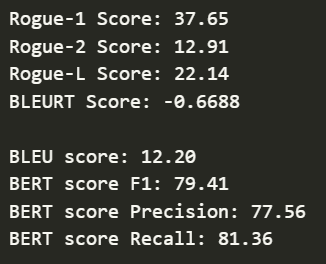 Rogue-1 Score: 37.65
Rogue-2 Score: 12.91
Rogue-L Score: 22.14
BLEURT Score: -0.6688
BLEU score: 12.20
BERT score F1: 79.41
BERT score Precision: 77.56
BERT score Recall: 81.36